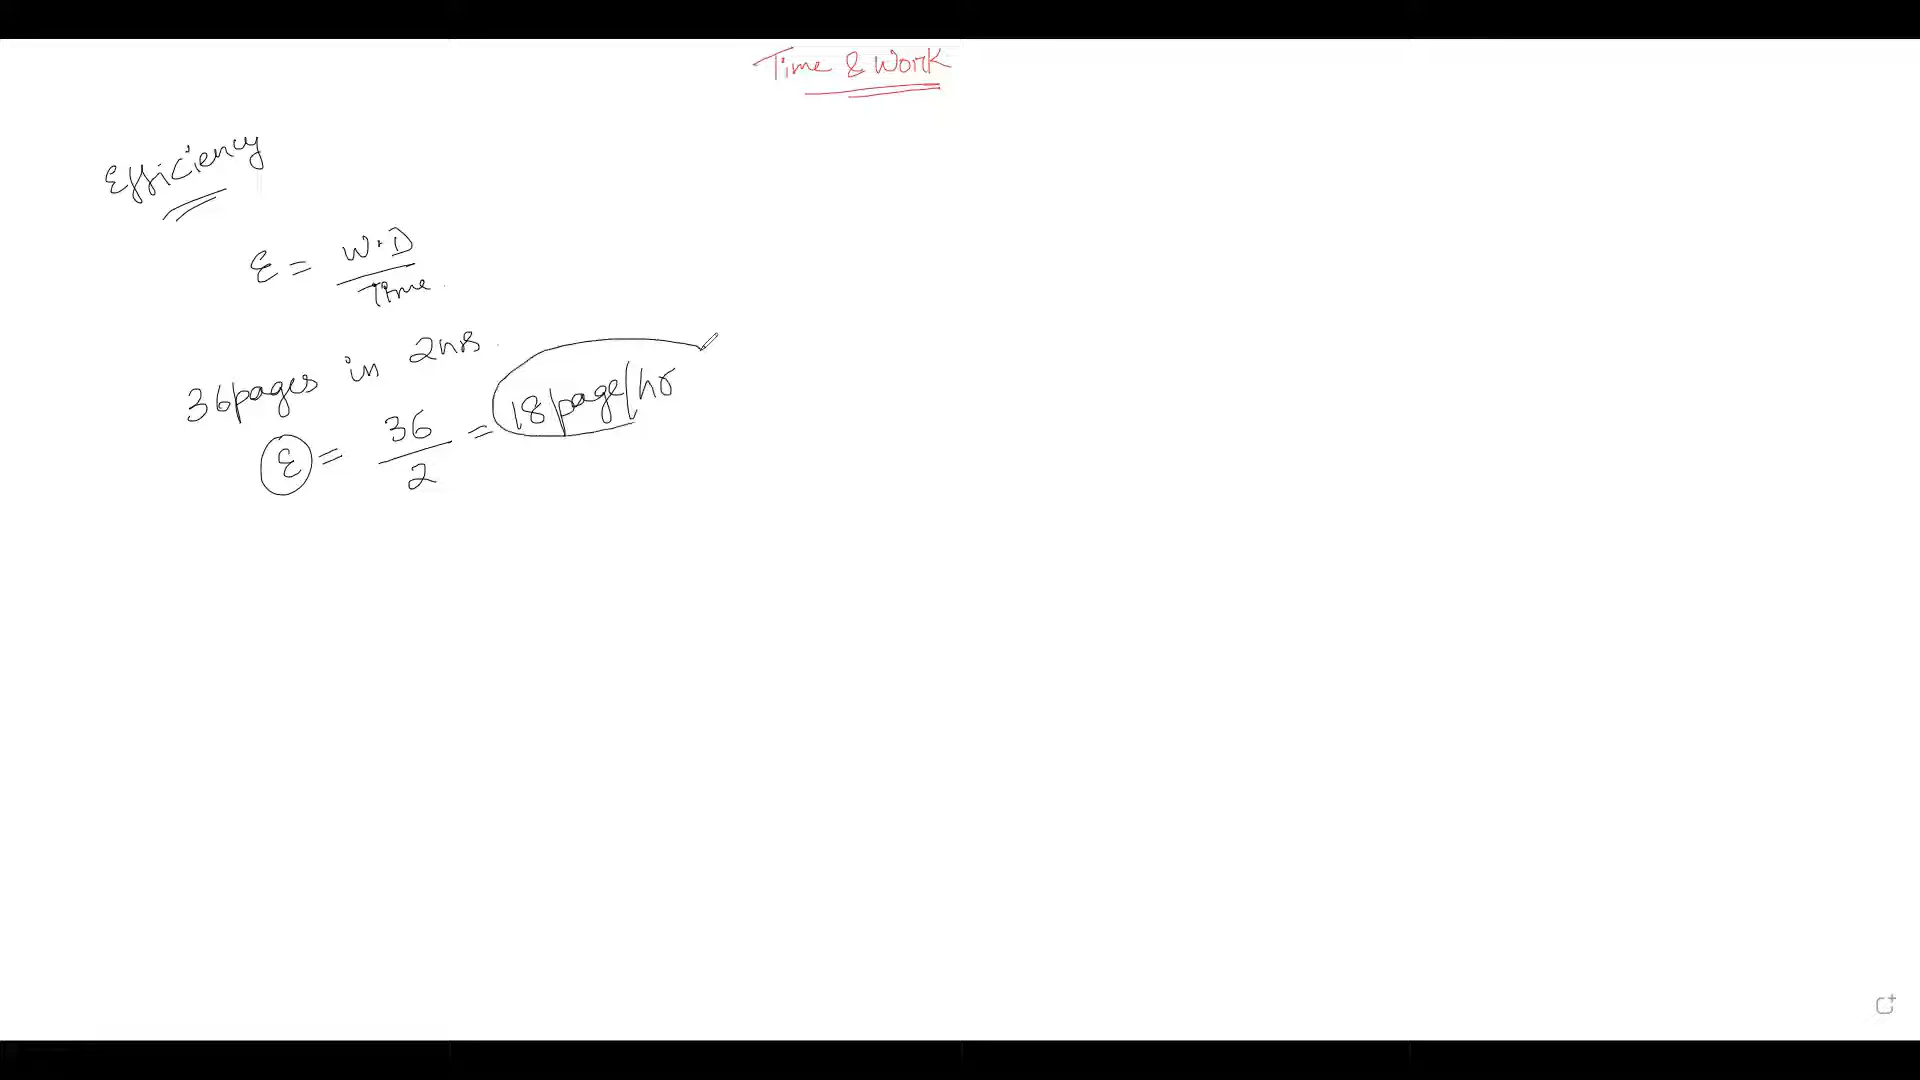 Time & Work
Efficiency
E = W.D / Time
36pages in 2hrs.
E = 36 / 2 = 18page/hr